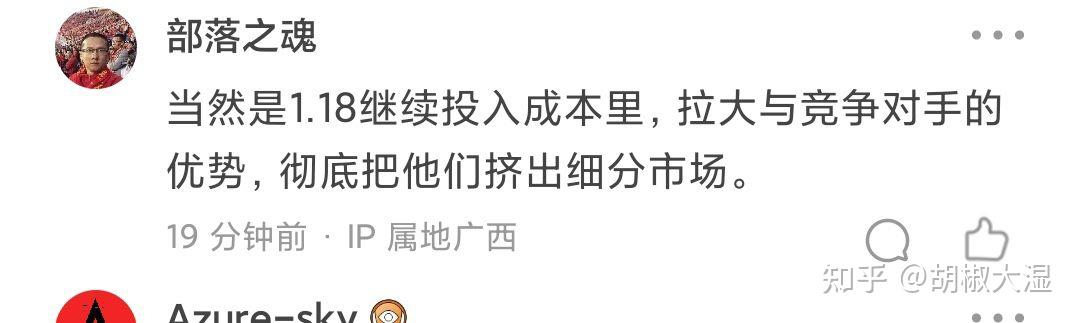 部落之魂
当然是1.18继续投入成本里，拉大与竞争对手的
优势，彻底把他们挤出细分市场。
19 分钟前 · IP 属地广西
知乎 @胡椒大湿
Azure-sky